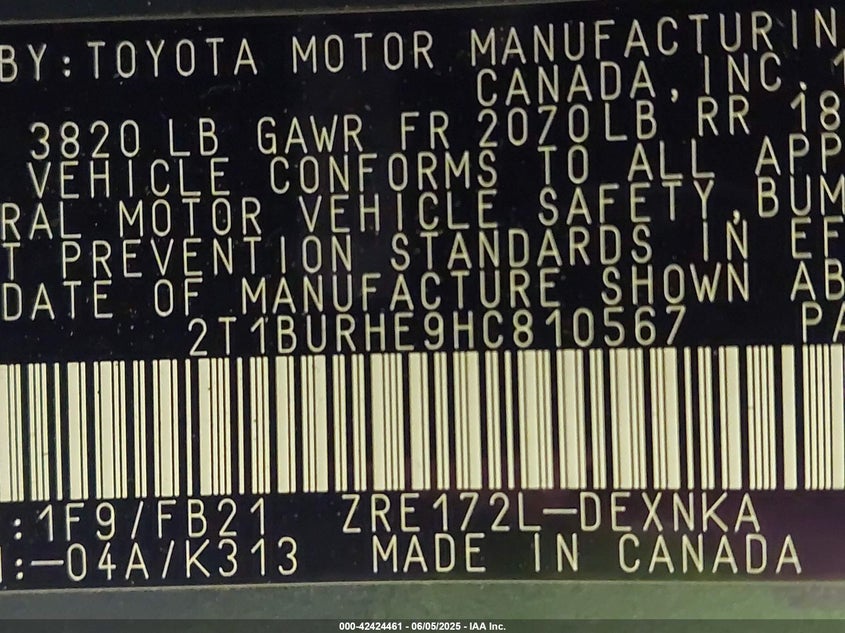 BY: TOYOTA MOTOR MANUFACTURIN
CANADA, INC. 1
3820 LB GAWR FR 2070LB RR 18
VEHICLE CONFORMS TO ALL APP
RAL MOTOR VEHICLE SAFETY, BUM
T PREVENTION STANDARDS IN EF
DATE OF MANUFACTURE SHOWN AB
2T1BURHE9HC810567 PA
:1F9/FB21 ZRE172L-DEXNKA
:-04A/K313 MADE IN CANADA
000-42424461 - 06/05/2025 - IAA Inc.